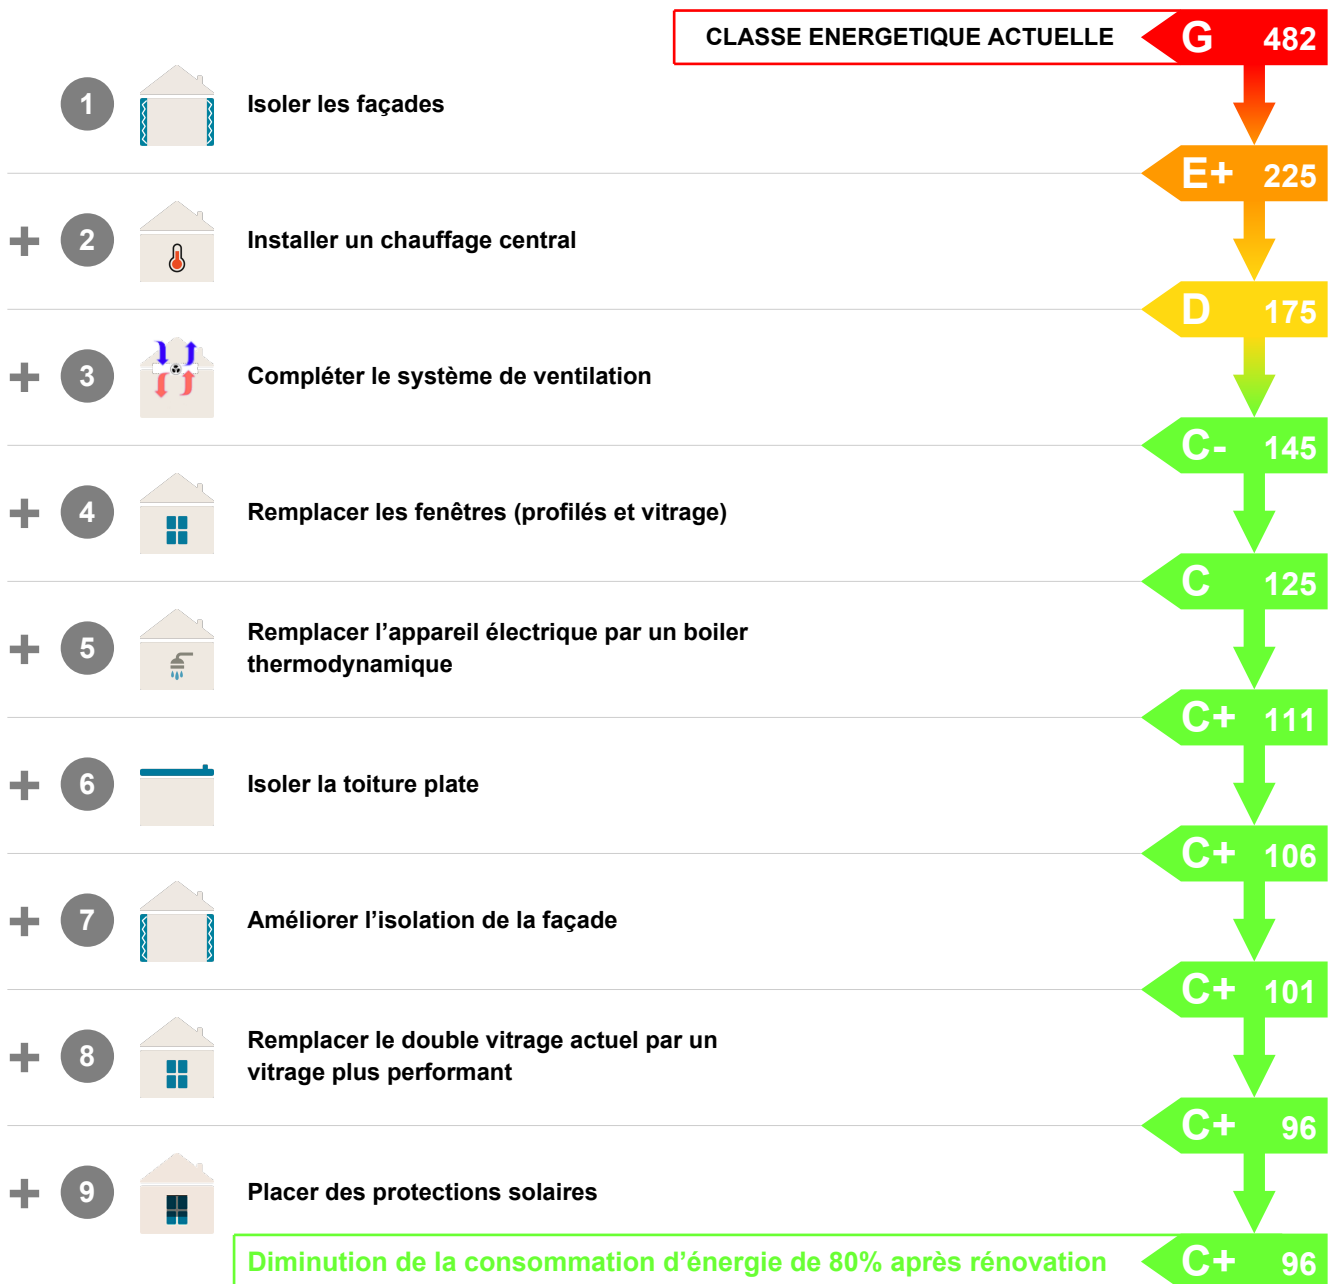 CLASSE ENERGETIQUE ACTUELLE G 482
1 Isoler les façades
E+ 225
+ 2 Installer un chauffage central
D 175
+ 3 Compléter le système de ventilation
C- 145
+ 4 Remplacer les fenêtres (profilés et vitrage)
C 125
+ 5 Remplacer l’appareil électrique par un boiler
thermodynamique
C+ 111
+ 6 Isoler la toiture plate
C+ 106
+ 7 Améliorer l’isolation de la façade
C+ 101
+ 8 Remplacer le double vitrage actuel par un
vitrage plus performant
C+ 96
+ 9 Placer des protections solaires
Diminution de la consommation d’énergie de 80% après rénovation C+ 96